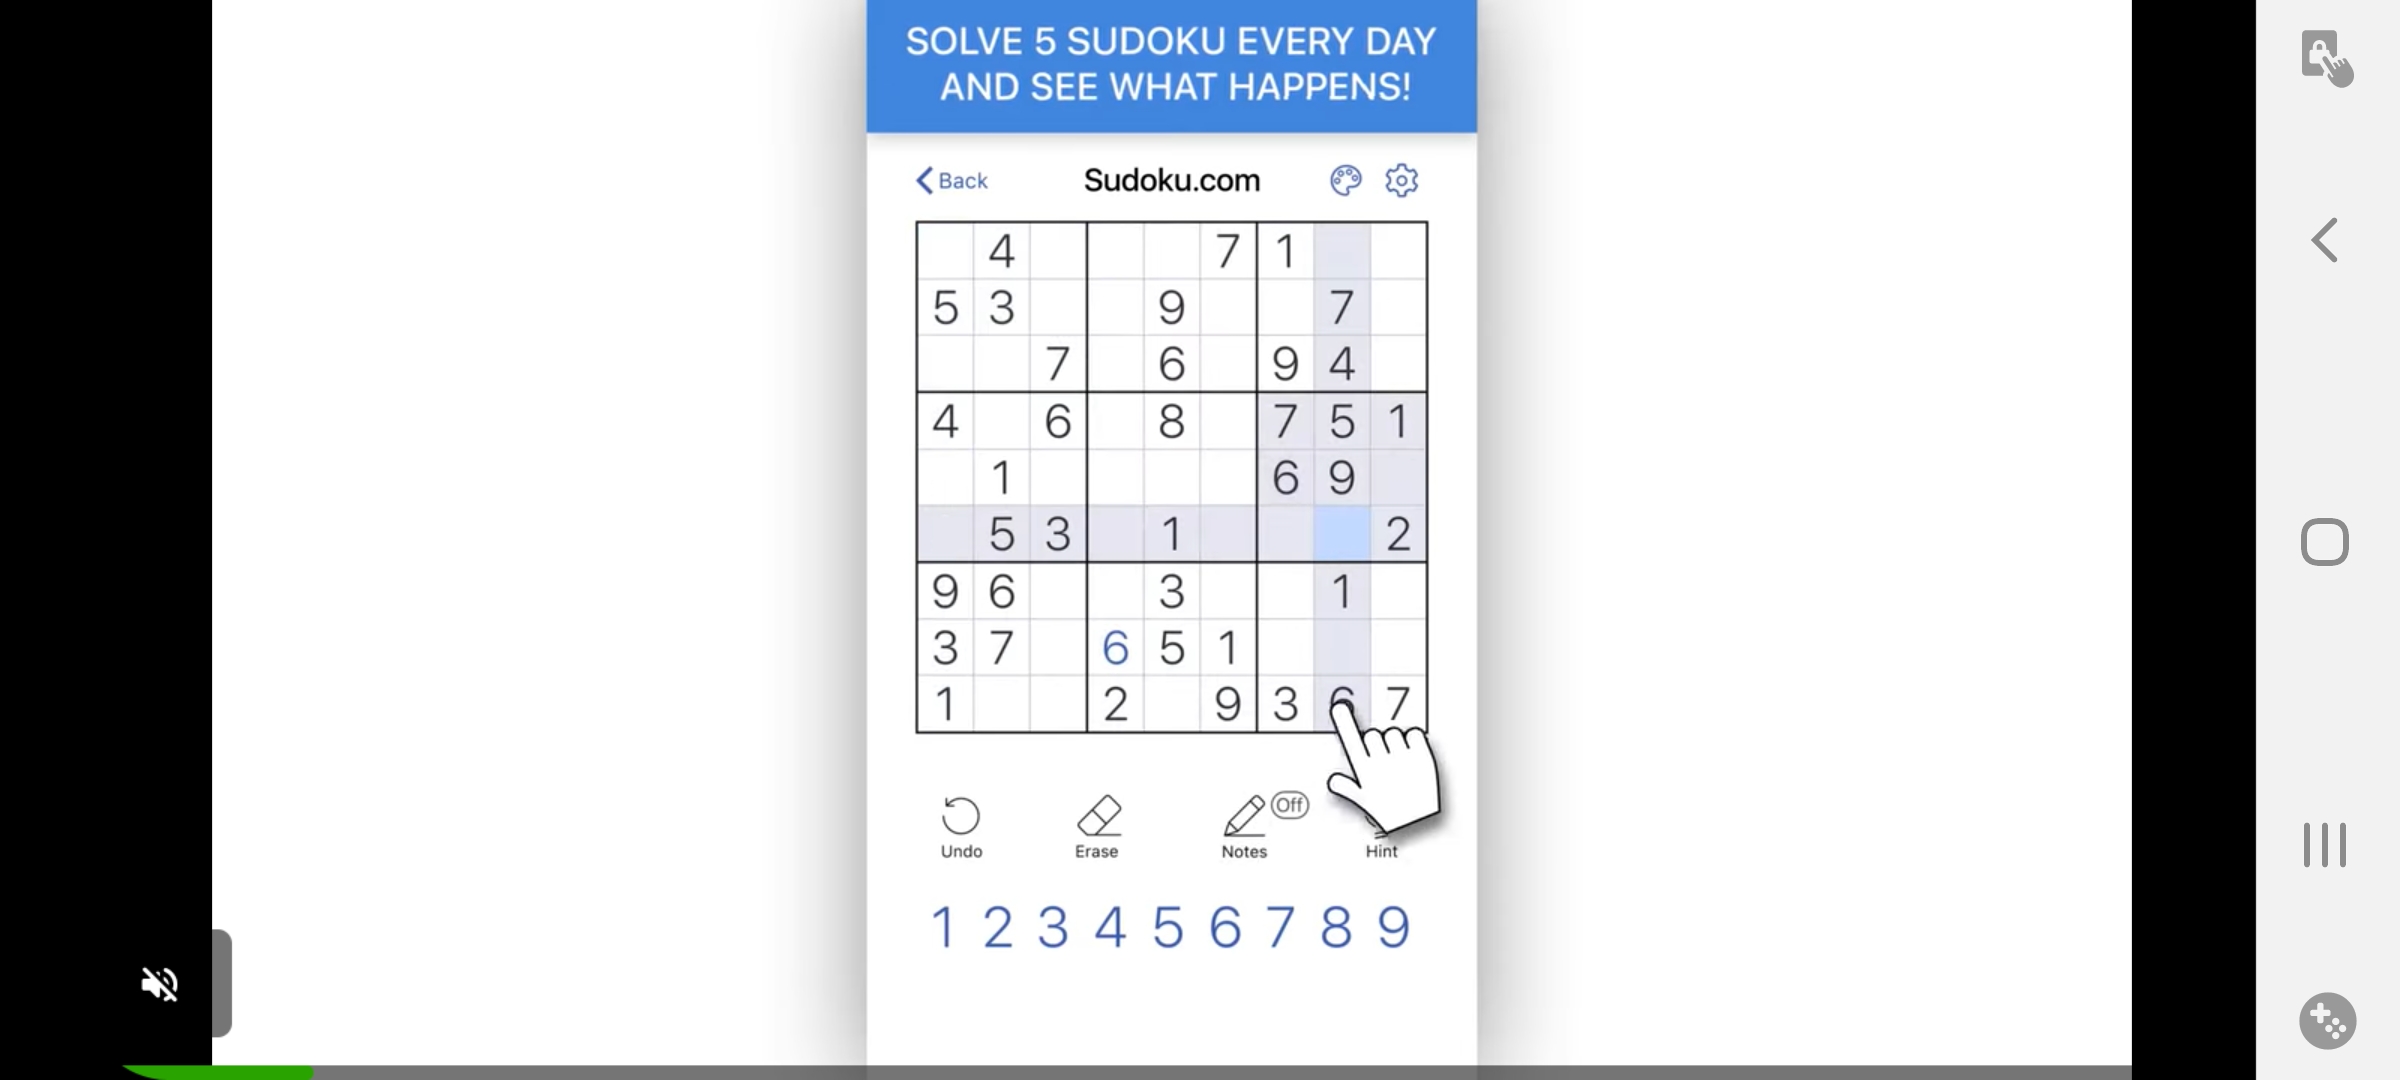 SOLVE 5 SUDOKU EVERY DAY
AND SEE WHAT HAPPENS!
Back Sudoku.com
4 7 1
5 3 9 7
7 6 9 4
4 6 8 7 5 1
1 6 9
5 3 1 2
9 6 3 1
3 7 6 5 1
1 2 9 3 6 7
Off
Undo Erase Notes Hint
1 2 3 4 5 6 7 8 9